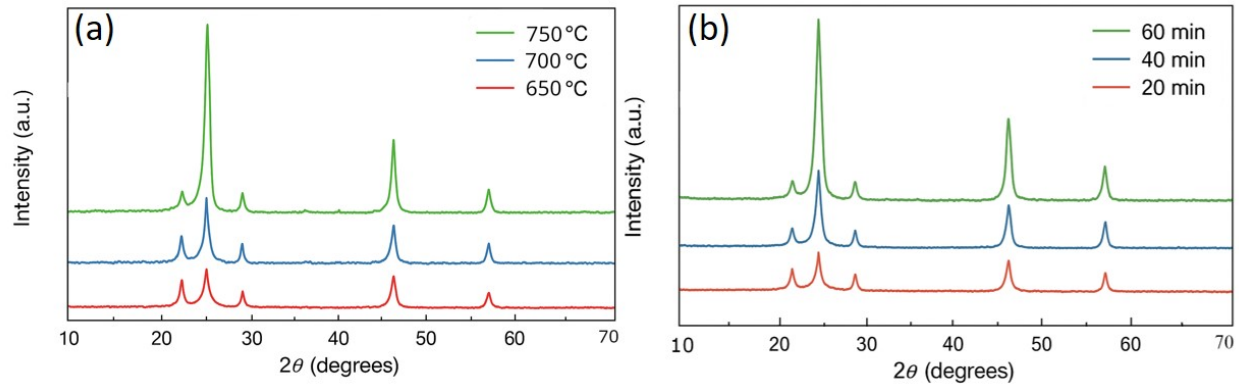 (a)
750 °C
700 °C
650 °C
Intensity (a.u.)
10 20 30 40 50 60 70
2θ (degrees)
(b)
60 min
40 min
20 min
Intensity (a.u.)
10 20 30 40 50 60 70
2θ (degrees)